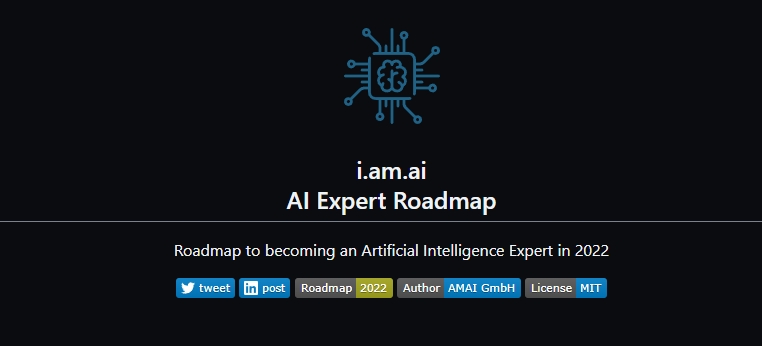 i.am.ai
AI Expert Roadmap
Roadmap to becoming an Artificial Intelligence Expert in 2022
tweet post Roadmap 2022 Author AMAI GmbH License MIT